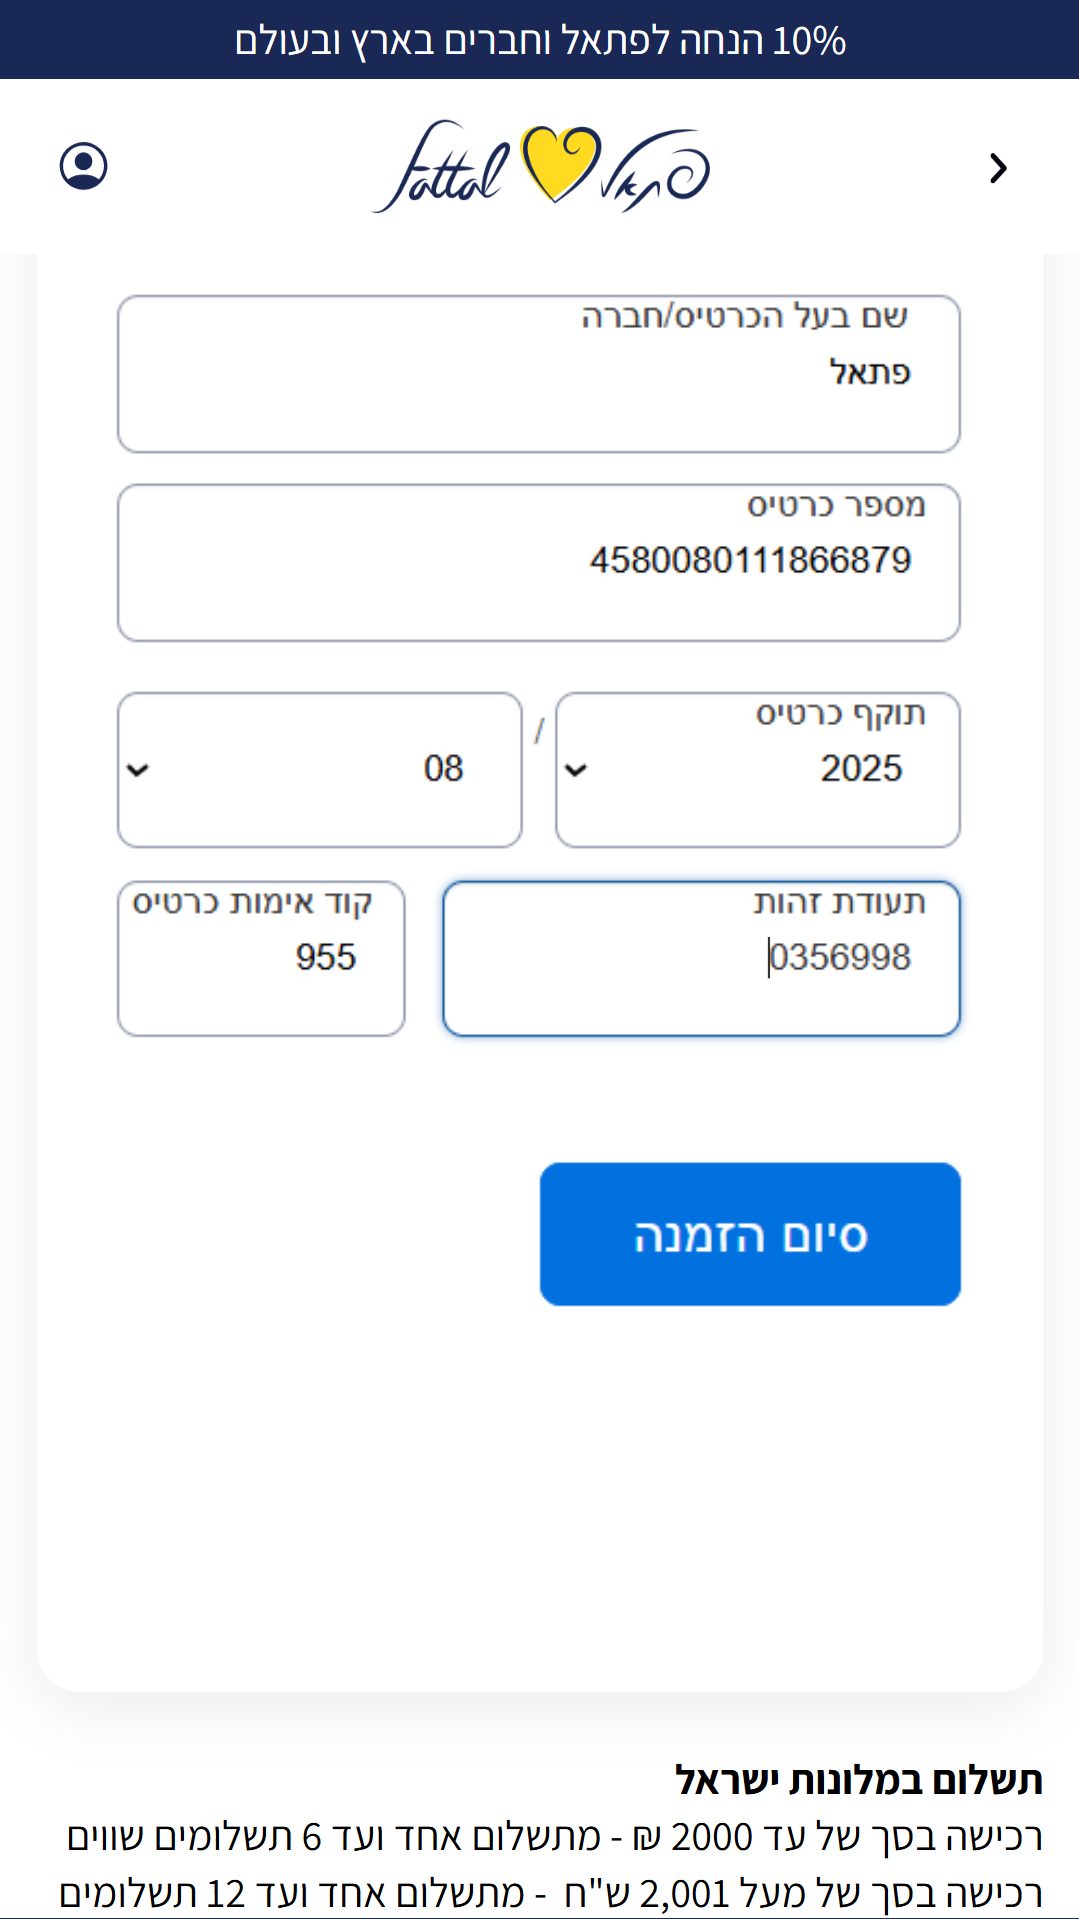 10% הנחה לפתאל וחברים בארץ ובעולם
fattal פתאל
שם בעל הכרטיס/חברה
פתאל
מספר כרטיס
4580080111866879
תוקף כרטיס
2025 / 08
תעודת זהות
0356998
קוד אימות כרטיס
955
סיום הזמנה
תשלום במלונות ישראל
רכישה בסך של עד 2000 ₪ - מתשלום אחד ועד 6 תשלומים שווים
רכישה בסך של מעל 2,001 ש"ח - מתשלום אחד ועד 12 תשלומים